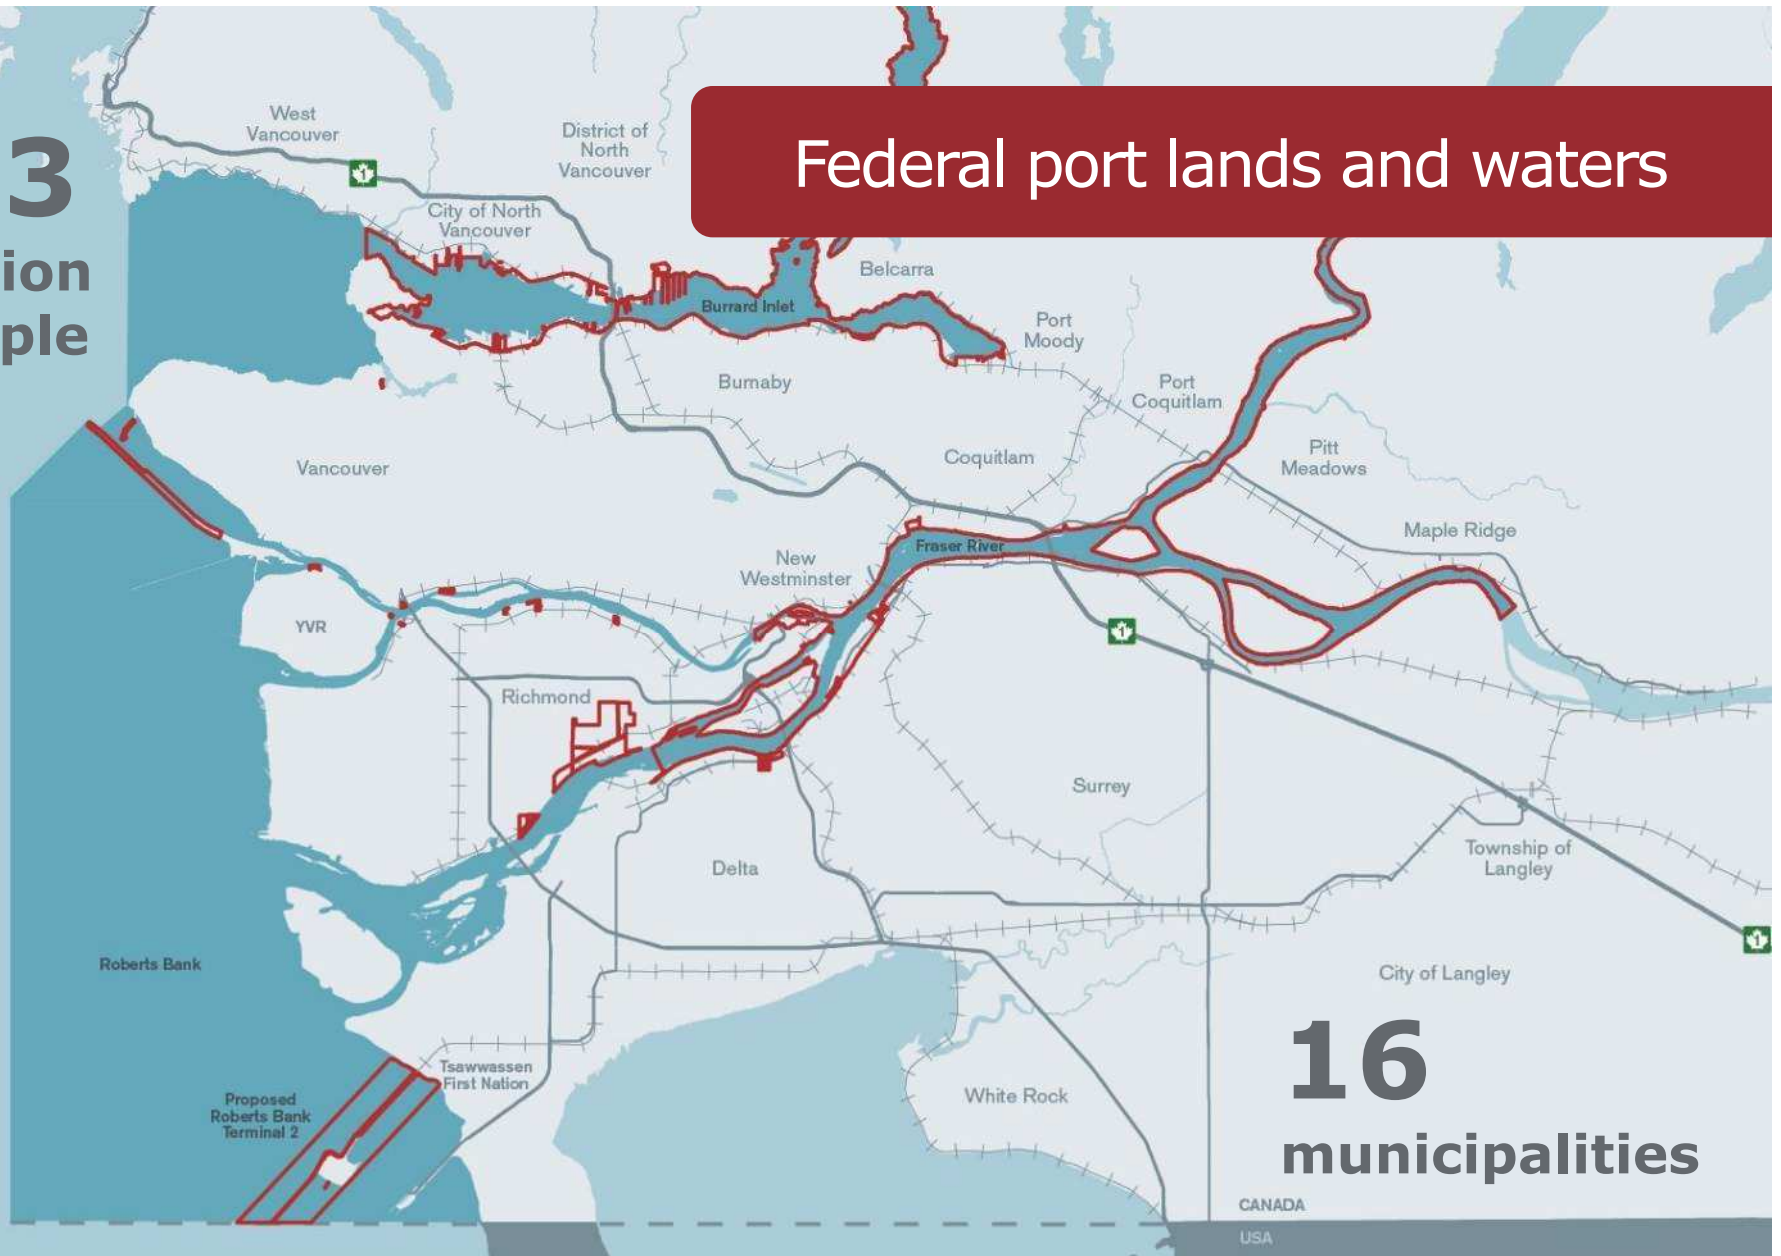 Federal port lands and waters
3
ion
ple
West
Vancouver
District of
North
Vancouver
1
City of North
Vancouver
Belcarra
Burrard Inlet
Port
Moody
Burnaby
Port
Coquitlam
Vancouver
Coquitlam
Pitt
Meadows
Maple Ridge
Fraser River
New
Westminster
YVR
1
Richmond
Surrey
Delta
Township of
Langley
1
Roberts Bank
City of Langley
Tsawwassen
First Nation
Proposed
Roberts Bank
Terminal 2
White Rock
16
municipalities
CANADA
USA